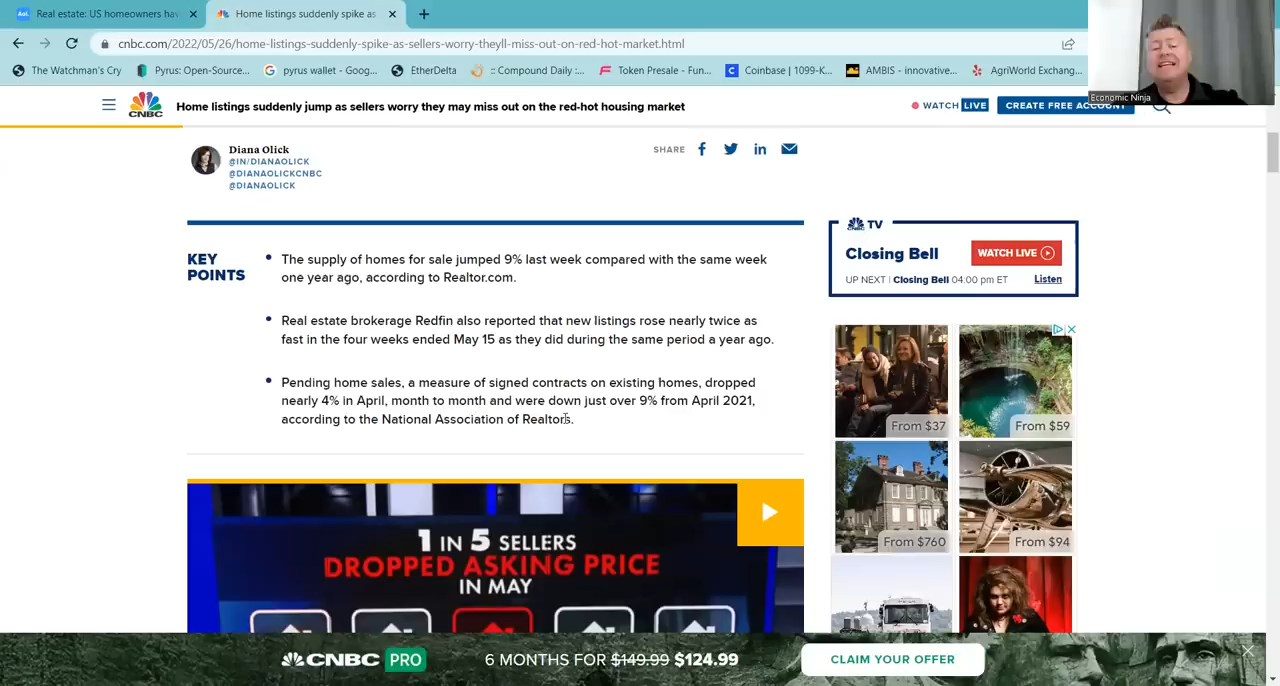 Real estate: US homeowners hav
Home listings suddenly spike as
cnbc.com/2022/05/26/home-listings-suddenly-spike-as-sellers-worry-theyll-miss-out-on-red-hot-market.html
The Watchman's Cry
Pyrus: Open-Source...
pyrus wallet - Goog...
EtherDelta
:: Compound Daily :...
Token Presale - Fun...
Coinbase | 1099-K...
AMBIS - innovative...
AgriWorld Exchang...
Economic Ninja
CNBC
Home listings suddenly jump as sellers worry they may miss out on the red-hot housing market
WATCH LIVE
CREATE FREE ACCOUNT
Diana Olick
@IN/DIANAOLICK
@DIANAOLICKCNBC
@DIANAOLICK
SHARE
KEY
POINTS
homes for sale jumped 9% last week compared with the same week
one year ago, according to Realtor.com.
Real estate brokerage Redfin also reported that new listings rose nearly twice as
fast in the four weeks ended May 15 as they did during the same period a year ago.
Pending home sales, a measure of signed contracts on existing homes, dropped
nearly 4% in April, month to month and were down just over 9% from April 2021,
according to the National Association of Realtors.
CNBC TV
Closing Bell
WATCH LIVE
UP NEXT | Closing Bell 04:00 pm ET
Listen
From $37
From $59
From $760
From $94
1 IN 5 SELLERS
DROPPED ASKING PRICE
IN MAY
CNBC PRO
6 MONTHS FOR $149.99 $124.99
CLAIM YOUR OFFER